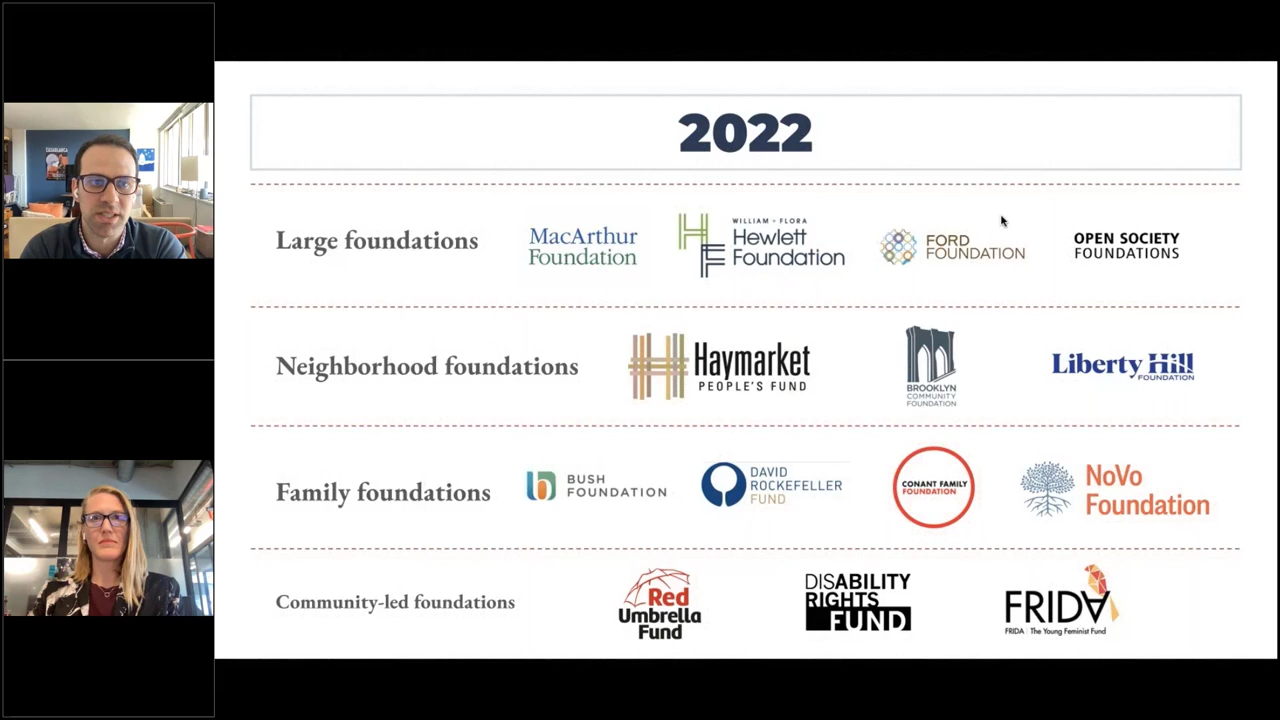 2022
Large foundations
MacArthur
Foundation
WILLIAM + FLORA
Hewlett
Foundation
FORD
FOUNDATION
OPEN SOCIETY
FOUNDATIONS
Neighborhood foundations
Haymarket
PEOPLE'S FUND
BROOKLYN
COMMUNITY
FOUNDATION
Liberty Hill
FOUNDATION
Family foundations
BUSH
FOUNDATION
DAVID
ROCKEFELLER
FUND
CONANT FAMILY
FOUNDATION
NoVo
Foundation
Community-led foundations
Red
Umbrella
Fund
DISABILITY
RIGHTS
FUND
FRIDA
FRIDA | The Young Feminist Fund
CASABLANCA